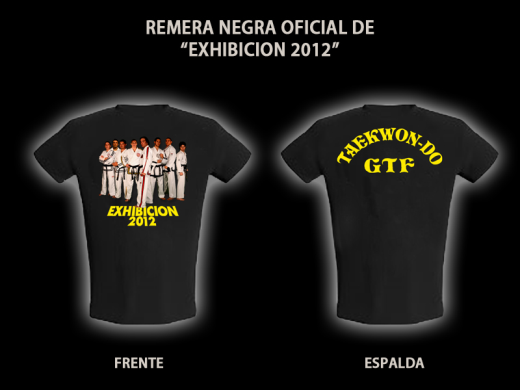 REMERA NEGRA OFICIAL DE
“EXHIBICION 2012”
EXHIBICION
2012
TAEKWON-DO
GTF
FRENTE
ESPALDA